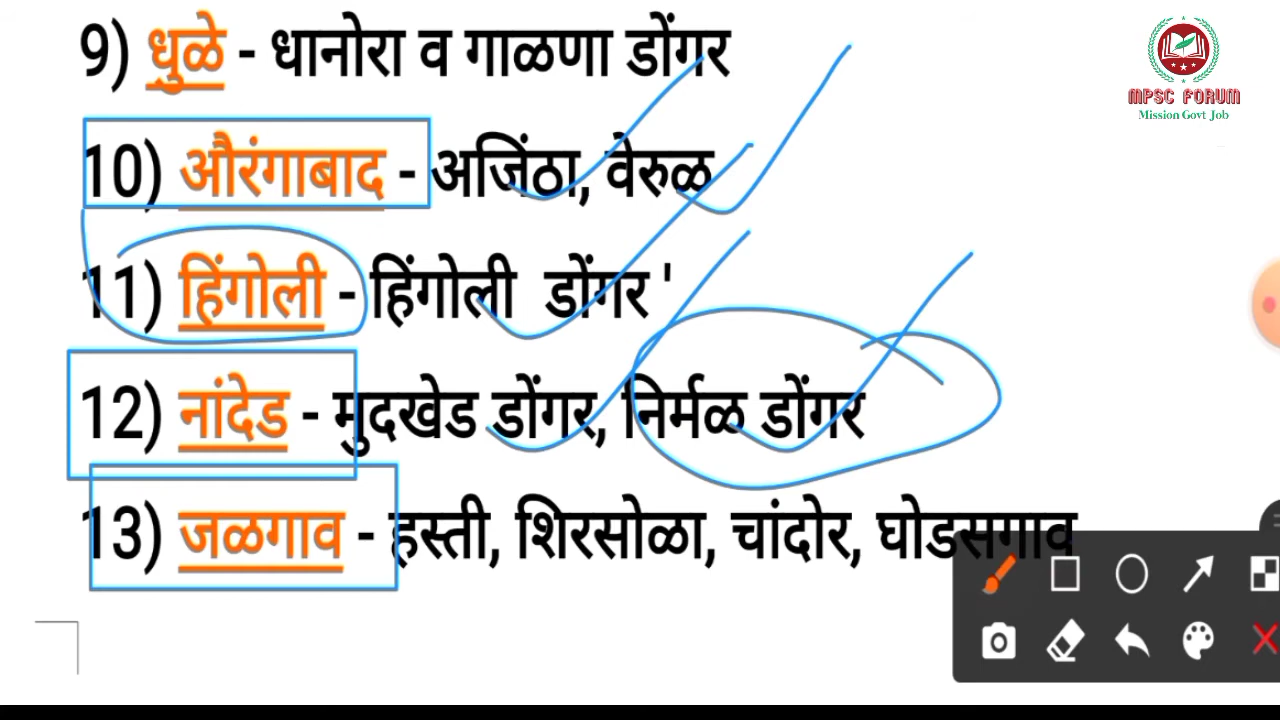 9) धुळे - धानोरा व गाळणा डोंगर
10) औरंगाबाद - अजिंठा, वेरुळ
11) हिंगोली - हिंगोली डोंगर '
12) नांदेड - मुदखेड डोंगर, निर्मळ डोंगर
13) जळगाव - हस्ती, शिरसोळा, चांदोर, घोडसगाव
MPSC FORUM
Mission Govt Job